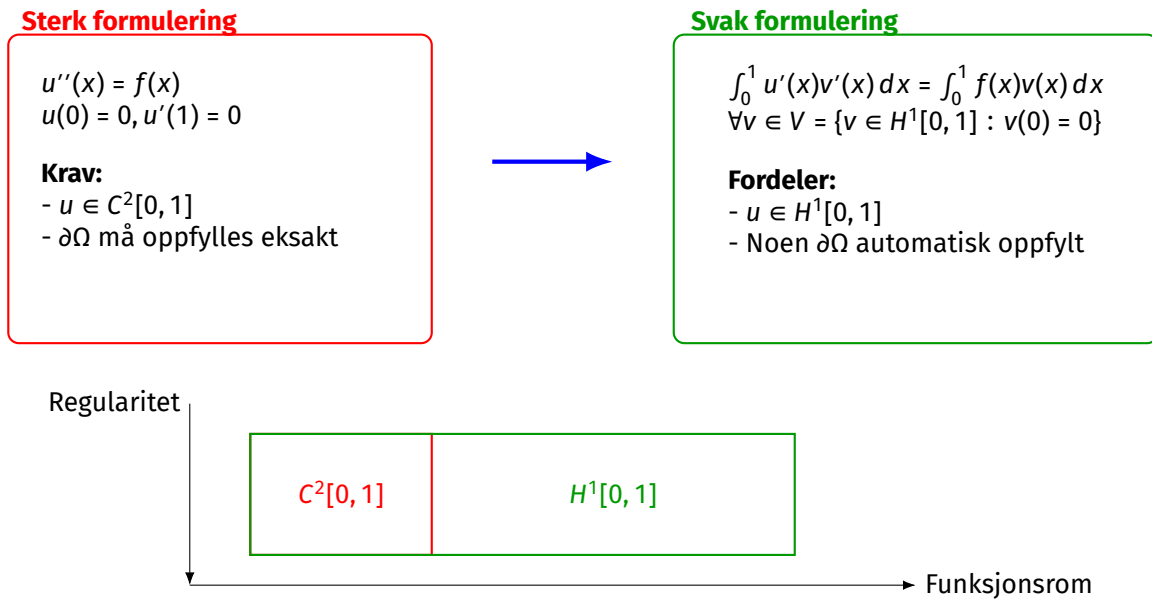 Sterk formulering
u′′(x) = f(x)
u(0) = 0, u′(1) = 0
Krav:
- u ∈ C²[0, 1]
- ∂Ω må oppfylles eksakt
Svak formulering
∫₀¹ u′(x)v′(x) dx = ∫₀¹ f(x)v(x) dx
∀v ∈ V = {v ∈ H¹[0, 1] : v(0) = 0}
Fordeler:
- u ∈ H¹[0, 1]
- Noen ∂Ω automatisk oppfylt
Regularitet
C²[0, 1]
H¹[0, 1]
Funksjonsrom